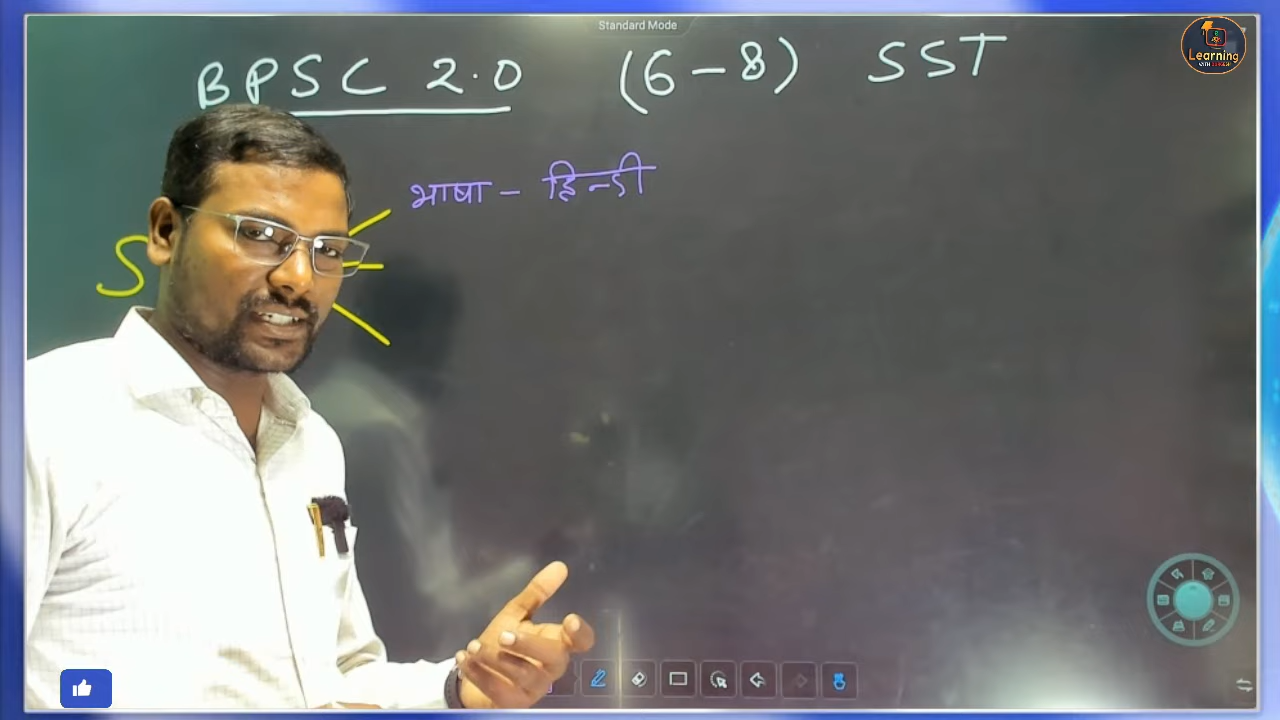 Standard Mode
BPSC 2.0 (6-8) SST
Learning
भाषा - हिन्दी
S